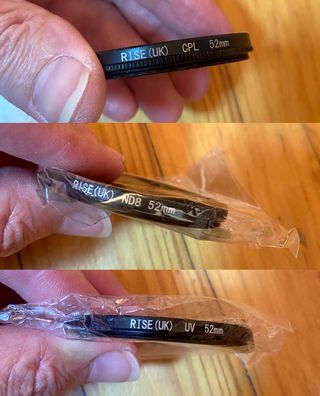 RISE(UK) CPL 52mm
RISE(UK) ND8 52mm
RISE(UK) UV 52mm